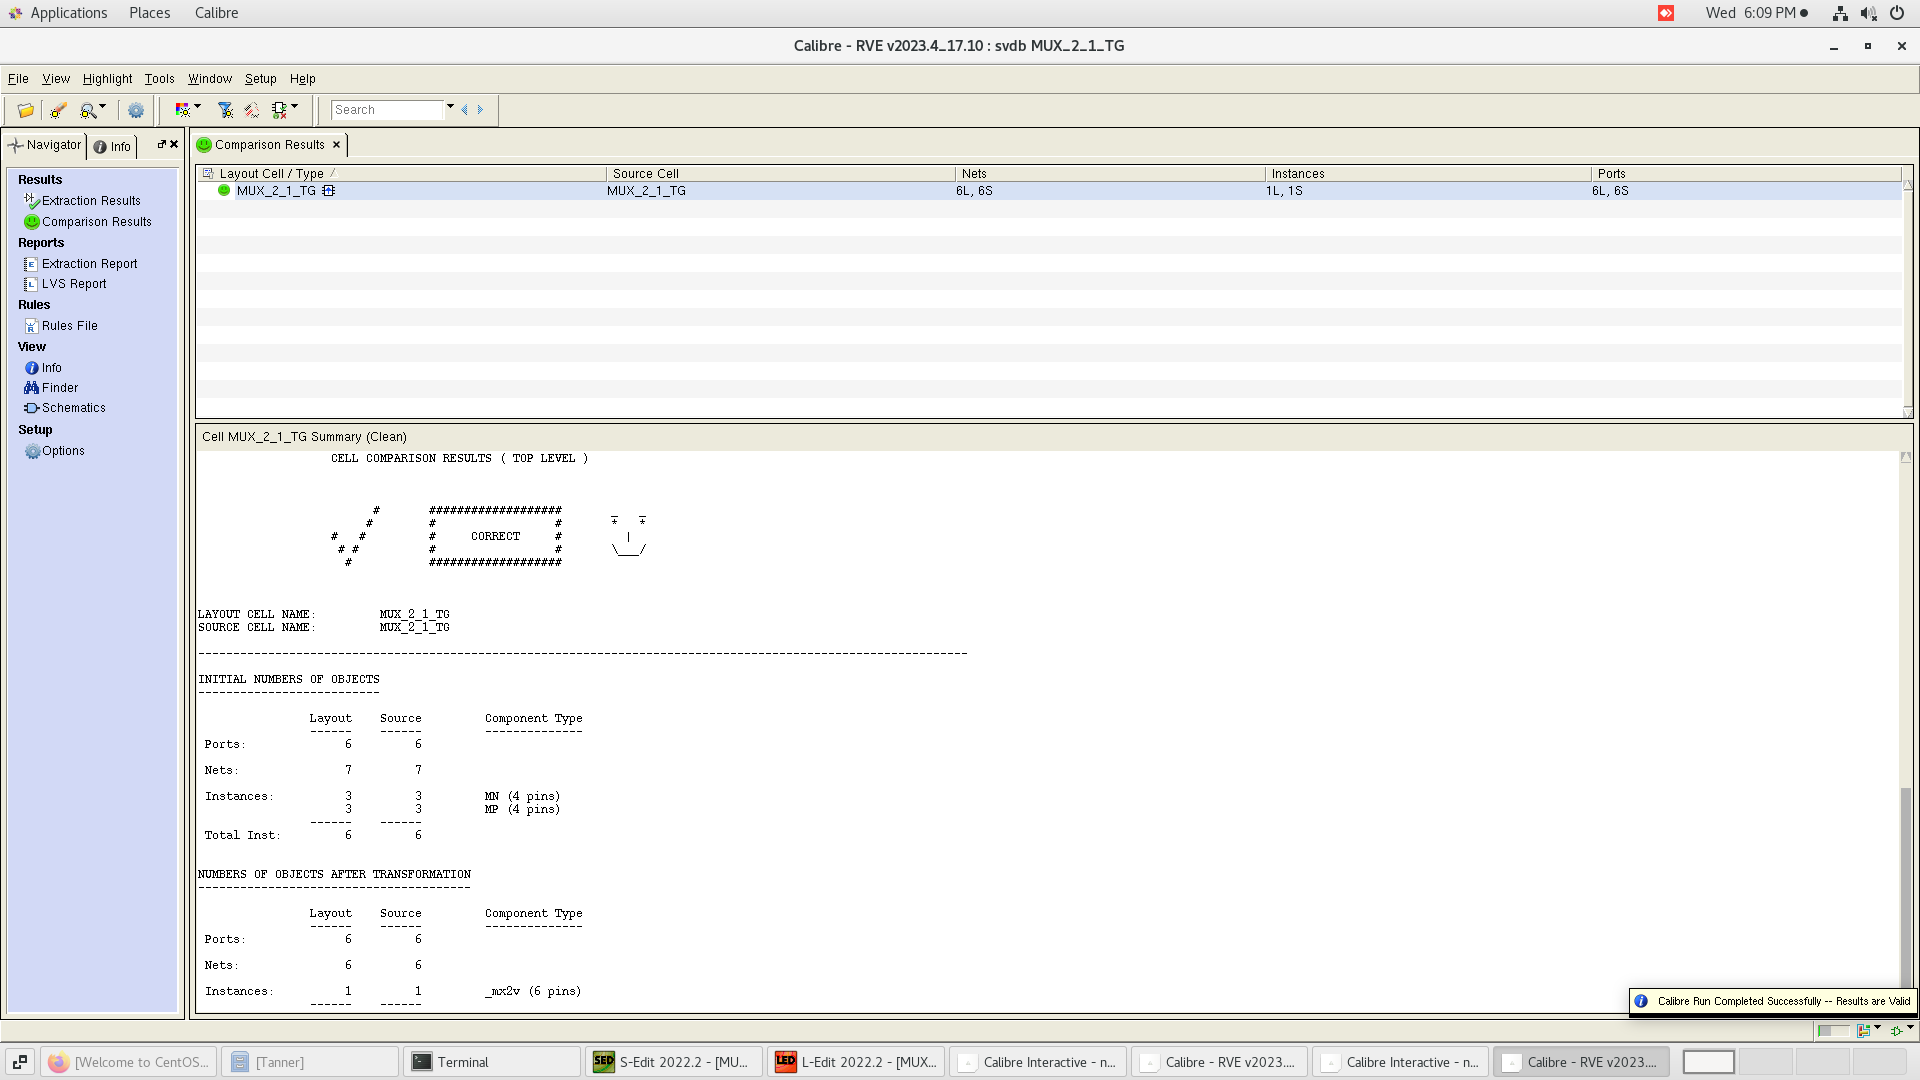 Applications Places Calibre Wed 6:09 PM
Calibre - RVE v2023.4_17.10 : svdb MUX_2_1_TG
File View Highlight Tools Window Setup Help
Search
Navigator Info
Results
Extraction Results
Comparison Results
Reports
Extraction Report
LVS Report
Rules
Rules File
View
Info
Finder
Schematics
Setup
Options
Comparison Results
Layout Cell / Type Source Cell Nets Instances Ports
MUX_2_1_TG MUX_2_1_TG 6L, 6S 1L, 1S 6L, 6S
Cell MUX_2_1_TG Summary (Clean)
CELL COMPARISON RESULTS ( TOP LEVEL )
# ################### _ _
# # # * *
# # # CORRECT # |
# # # # \___/
# ###################
LAYOUT CELL NAME: MUX_2_1_TG
SOURCE CELL NAME: MUX_2_1_TG
--------------------------------------------------------------------------------------------------------------
INITIAL NUMBERS OF OBJECTS
--------------------------
Layout Source Component Type
------ ------ --------------
Ports: 6 6
Nets: 7 7
Instances: 3 3 MN (4 pins)
3 3 MP (4 pins)
------ ------
Total Inst: 6 6
NUMBERS OF OBJECTS AFTER TRANSFORMATION
---------------------------------------
Layout Source Component Type
------ ------ --------------
Ports: 6 6
Nets: 6 6
Instances: 1 1 _mx2v (6 pins)
------ ------
Calibre Run Completed Successfully -- Results are Valid
[Welcome to CentOS... [Tanner] Terminal S-Edit 2022.2 - [MU... L-Edit 2022.2 - [MUX... Calibre Interactive - n... Calibre - RVE v2023.... Calibre Interactive - n... Calibre - RVE v2023....